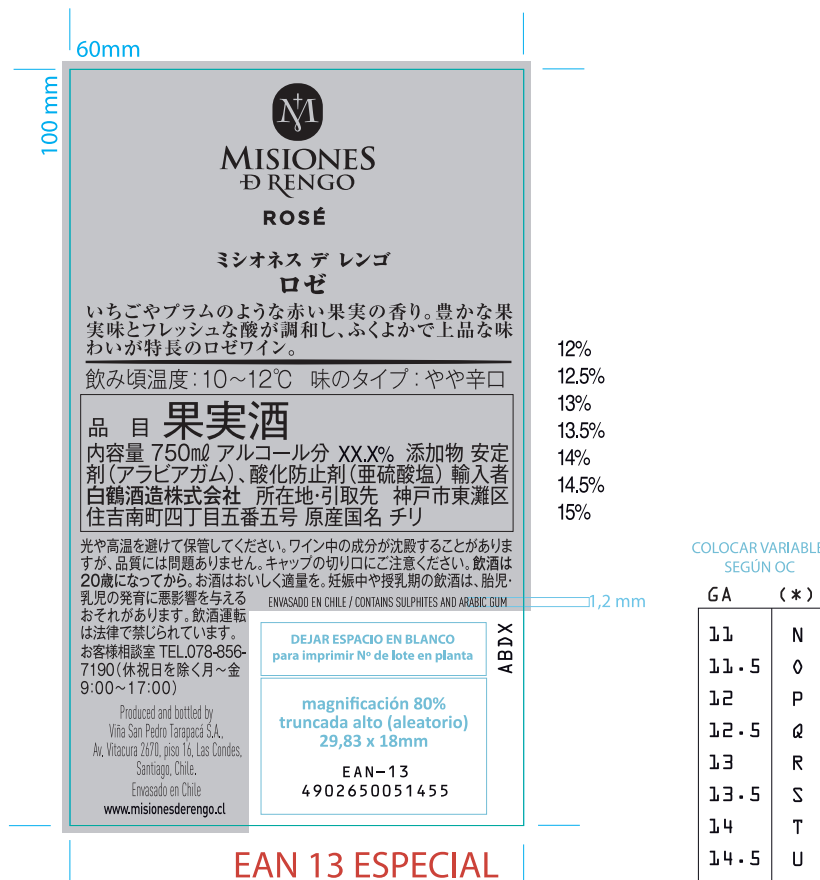 60mm
100 mm
M
MISIONES
Đ RENGO
ROSÉ
ミシオネス デ レンゴ
ロゼ
いちごやプラムのような赤い果実の香り。豊かな果
実味とフレッシュな酸が調和し、ふくよかで上品な味
わいが特長のロゼワイン。
飲み頃温度：10～12℃ 味のタイプ：やや辛口
品 目 果実酒
内容量 750㎖ アルコール分 XX.X% 添加物 安定
剤（アラビアガム）、酸化防止剤（亜硫酸塩） 輸入者
白鶴酒造株式会社 所在地・引取先 神戸市東灘区
住吉南町四丁目五番五号 原産国名 チリ
光や高温を避けて保管してください。ワイン中の成分が沈殿することがありま
すが、品質には問題ありません。キャップの切り口にご注意ください。飲酒は
20歳になってから。お酒はおいしく適量を。妊娠中や授乳期の飲酒は、胎児・
乳児の発育に悪影響を与える
おそれがあります。飲酒運転
は法律で禁じられています。
お客様相談室 TEL.078-856-
7190（休祝日を除く月～金
9:00～17:00）
ENVASADO EN CHILE / CONTAINS SULPHITES AND ARABIC GUM
1,2 mm
DEJAR ESPACIO EN BLANCO
para imprimir Nº de lote en planta
ABDX
magnificación 80%
truncada alto (aleatorio)
29,83 x 18mm
EAN-13
4902650051455
Produced and bottled by
Viña San Pedro Tarapacá S.A.,
Av. Vitacura 2670, piso 16, Las Condes,
Santiago, Chile.
Envasado en Chile
www.misionesderengo.cl
EAN 13 ESPECIAL
12%
12.5%
13%
13.5%
14%
14.5%
15%
COLOCAR VARIABLE
SEGÚN OC
GA (*)
11 N
11.5 O
12 P
12.5 Q
13 R
13.5 S
14 T
14.5 U